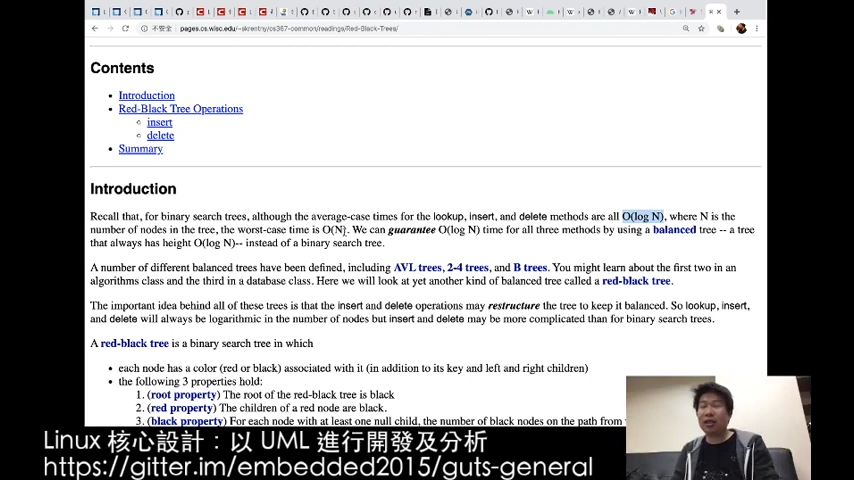 不安全 | pages.cs.wisc.edu/~skrentny/cs367-common/readings/Red-Black-Trees/
Contents
Introduction
Red-Black Tree Operations
insert
delete
Summary
Introduction
Recall that, for binary search trees, although the average-case times for the lookup, insert, and delete methods are all O(log N), where N is the
number of nodes in the tree, the worst-case time is O(N). We can guarantee O(log N) time for all three methods by using a balanced tree -- a tree
that always has height O(log N)-- instead of a binary search tree.
A number of different balanced trees have been defined, including AVL trees, 2-4 trees, and B trees. You might learn about the first two in an
algorithms class and the third in a database class. Here we will look at yet another kind of balanced tree called a red-black tree.
The important idea behind all of these trees is that the insert and delete operations may restructure the tree to keep it balanced. So lookup, insert,
and delete will always be logarithmic in the number of nodes but insert and delete may be more complicated than for binary search trees.
A red-black tree is a binary search tree in which
each node has a color (red or black) associated with it (in addition to its key and left and right children)
the following 3 properties hold:
1. (root property) The root of the red-black tree is black
2. (red property) The children of a red node are black.
3. (black property) For each node with at least one null child, the number of black nodes on the path from
Linux 核心設計：以 UML 進行開發及分析
https://gitter.im/embedded2015/guts-general